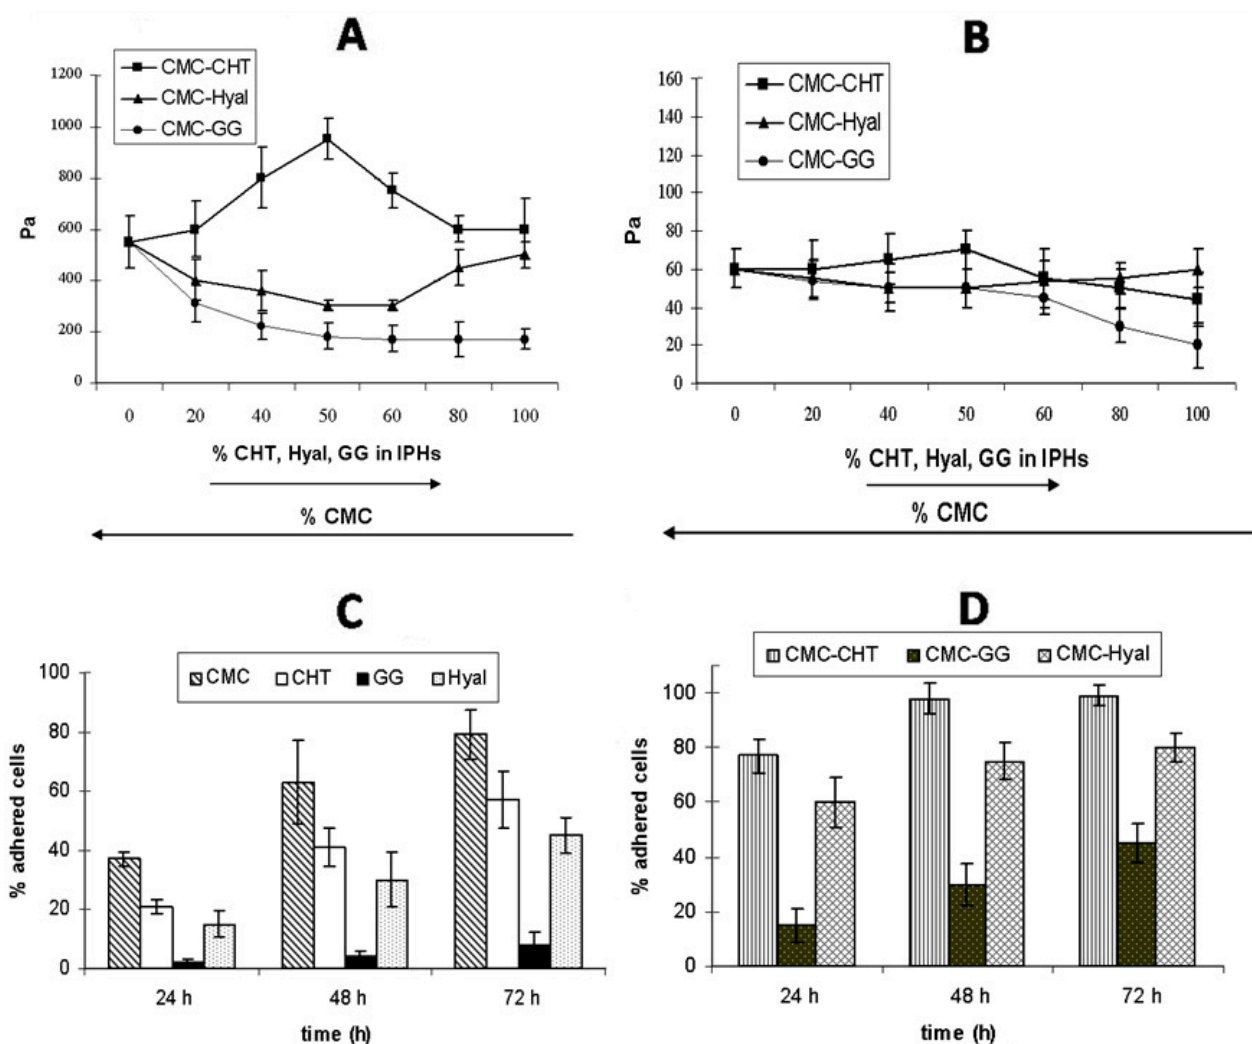 A
CMC-CHT
CMC-Hyal
CMC-GG
1200
1000
800
600
400
200
0
Pa
0 20 40 50 60 80 100
% CHT, Hyal, GG in IPHs
% CMC
B
CMC-CHT
CMC-Hyal
CMC-GG
160
140
120
100
80
60
40
20
0
Pa
0 20 40 50 60 80 100
% CHT, Hyal, GG in IPHs
% CMC
C
CMC CHT GG Hyal
100
80
60
40
20
0
% adhered cells
24 h 48 h 72 h
time (h)
D
CMC-CHT CMC-GG CMC-Hyal
100
80
60
40
20
0
% adhered cells
24 h 48 h 72 h
time (h)